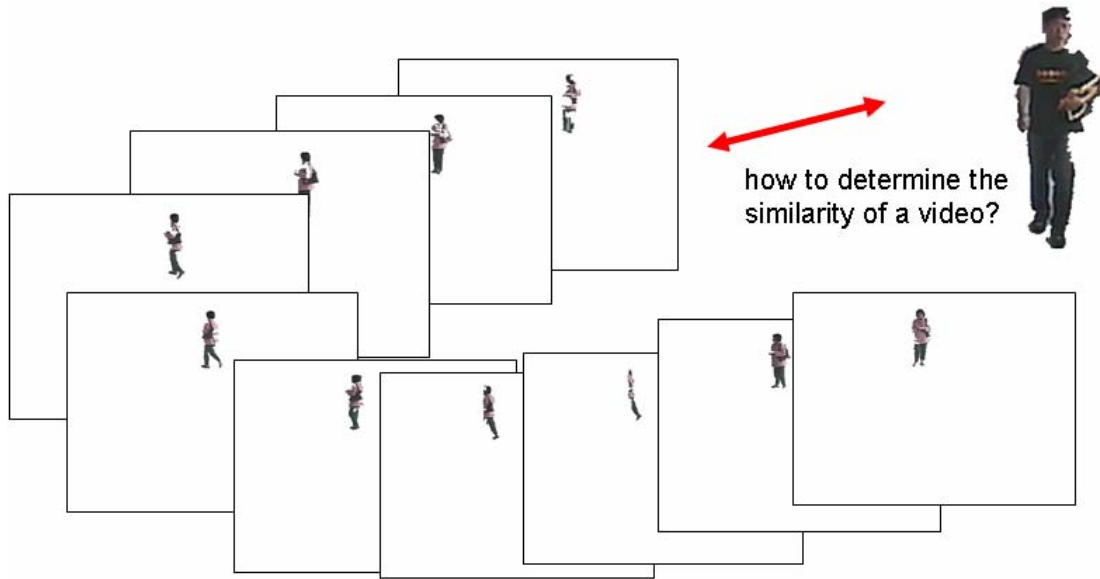 how to determine the
similarity of a video?